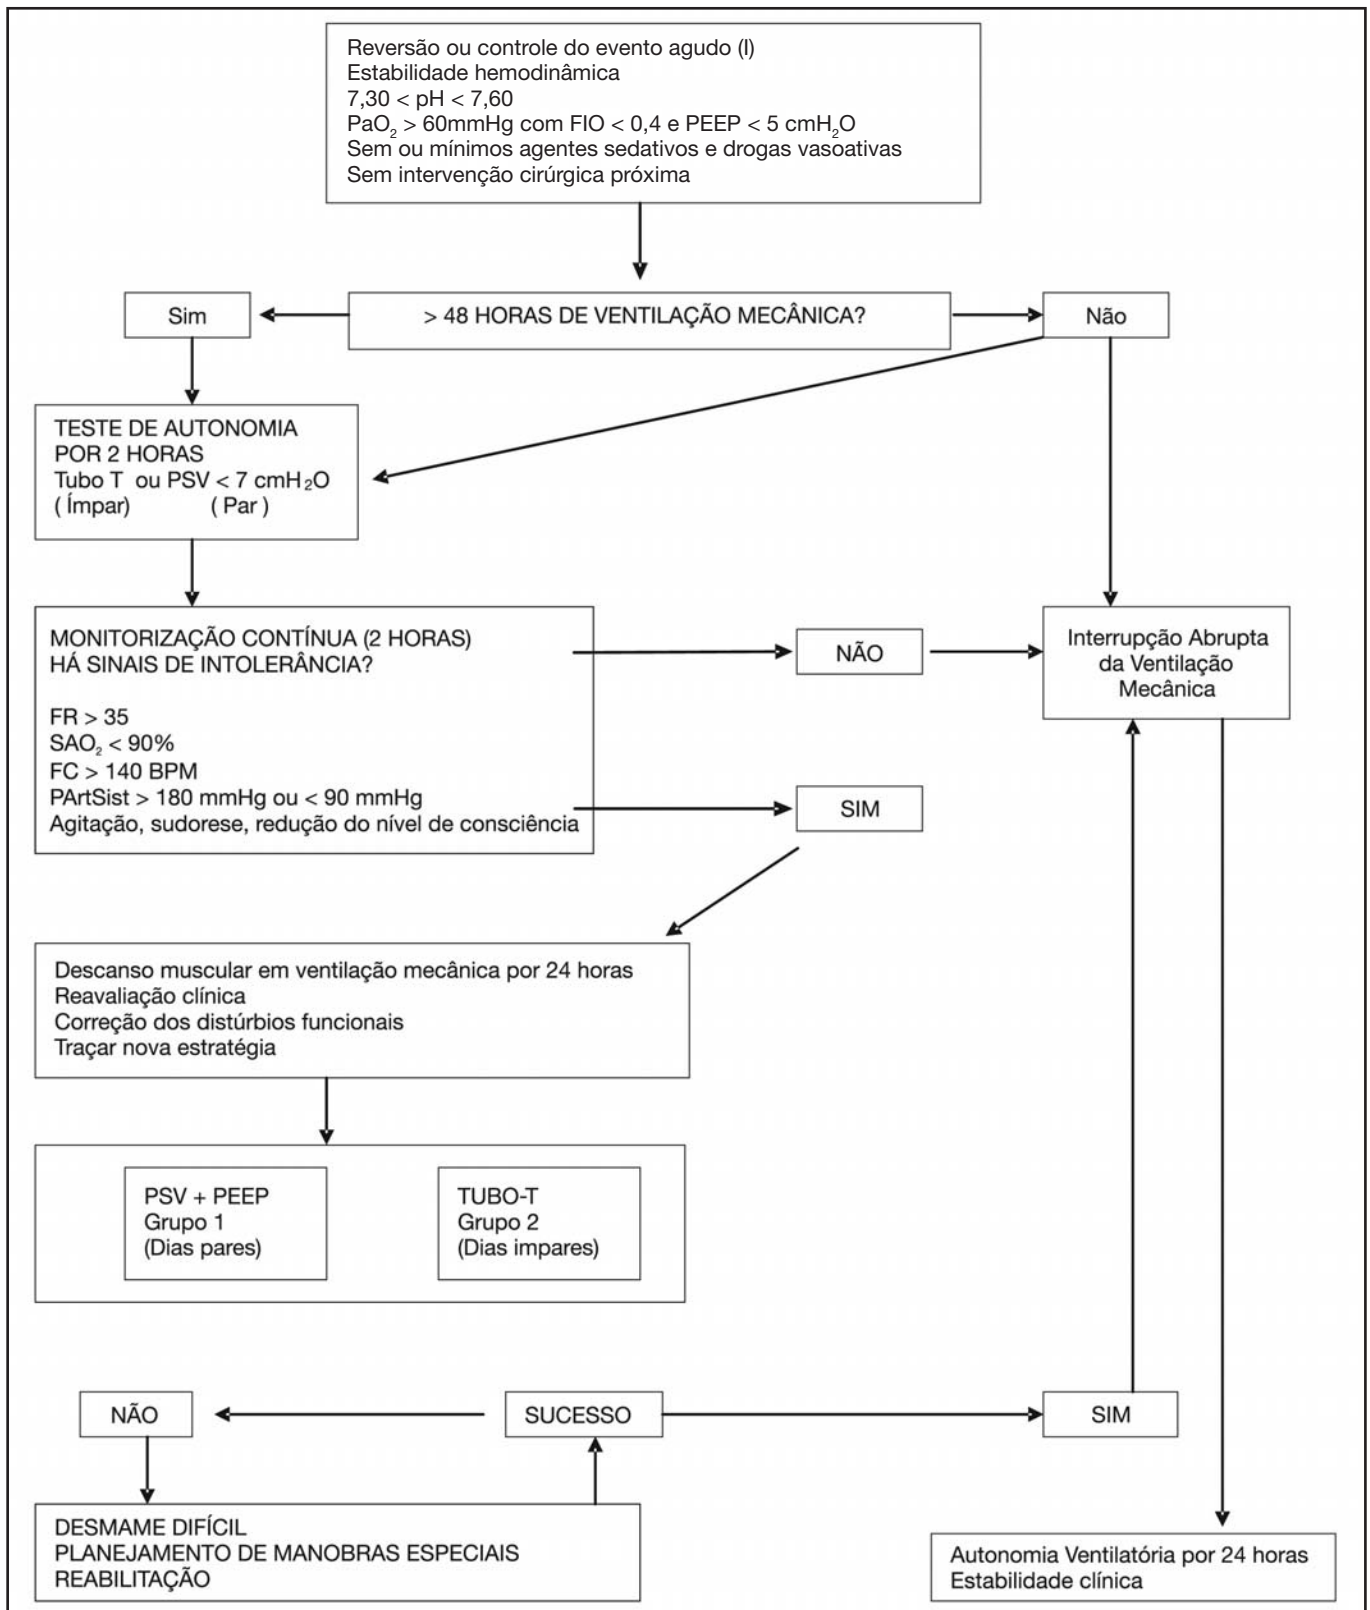 Reversão ou controle do evento agudo (I)
Estabilidade hemodinâmica
7,30 < pH < 7,60
PaO₂ > 60mmHg com FIO < 0,4 e PEEP < 5 cmH₂O
Sem ou mínimos agentes sedativos e drogas vasoativas
Sem intervenção cirúrgica próxima
Sim
> 48 HORAS DE VENTILAÇÃO MECÂNICA?
Não
TESTE DE AUTONOMIA
POR 2 HORAS
Tubo T ou PSV < 7 cmH₂O
( Ímpar) ( Par )
MONITORIZAÇÃO CONTÍNUA (2 HORAS)
HÁ SINAIS DE INTOLERÂNCIA?
FR > 35
SAO₂ < 90%
FC > 140 BPM
PArtSist > 180 mmHg ou < 90 mmHg
Agitação, sudorese, redução do nível de consciência
NÃO
Interrupção Abrupta
da Ventilação
Mecânica
SIM
Descanso muscular em ventilação mecânica por 24 horas
Reavaliação clínica
Correção dos distúrbios funcionais
Traçar nova estratégia
PSV + PEEP
Grupo 1
(Dias pares)
TUBO-T
Grupo 2
(Dias impares)
NÃO
SUCESSO
SIM
DESMAME DIFÍCIL
PLANEJAMENTO DE MANOBRAS ESPECIAIS
REABILITAÇÃO
Autonomia Ventilatória por 24 horas
Estabilidade clínica